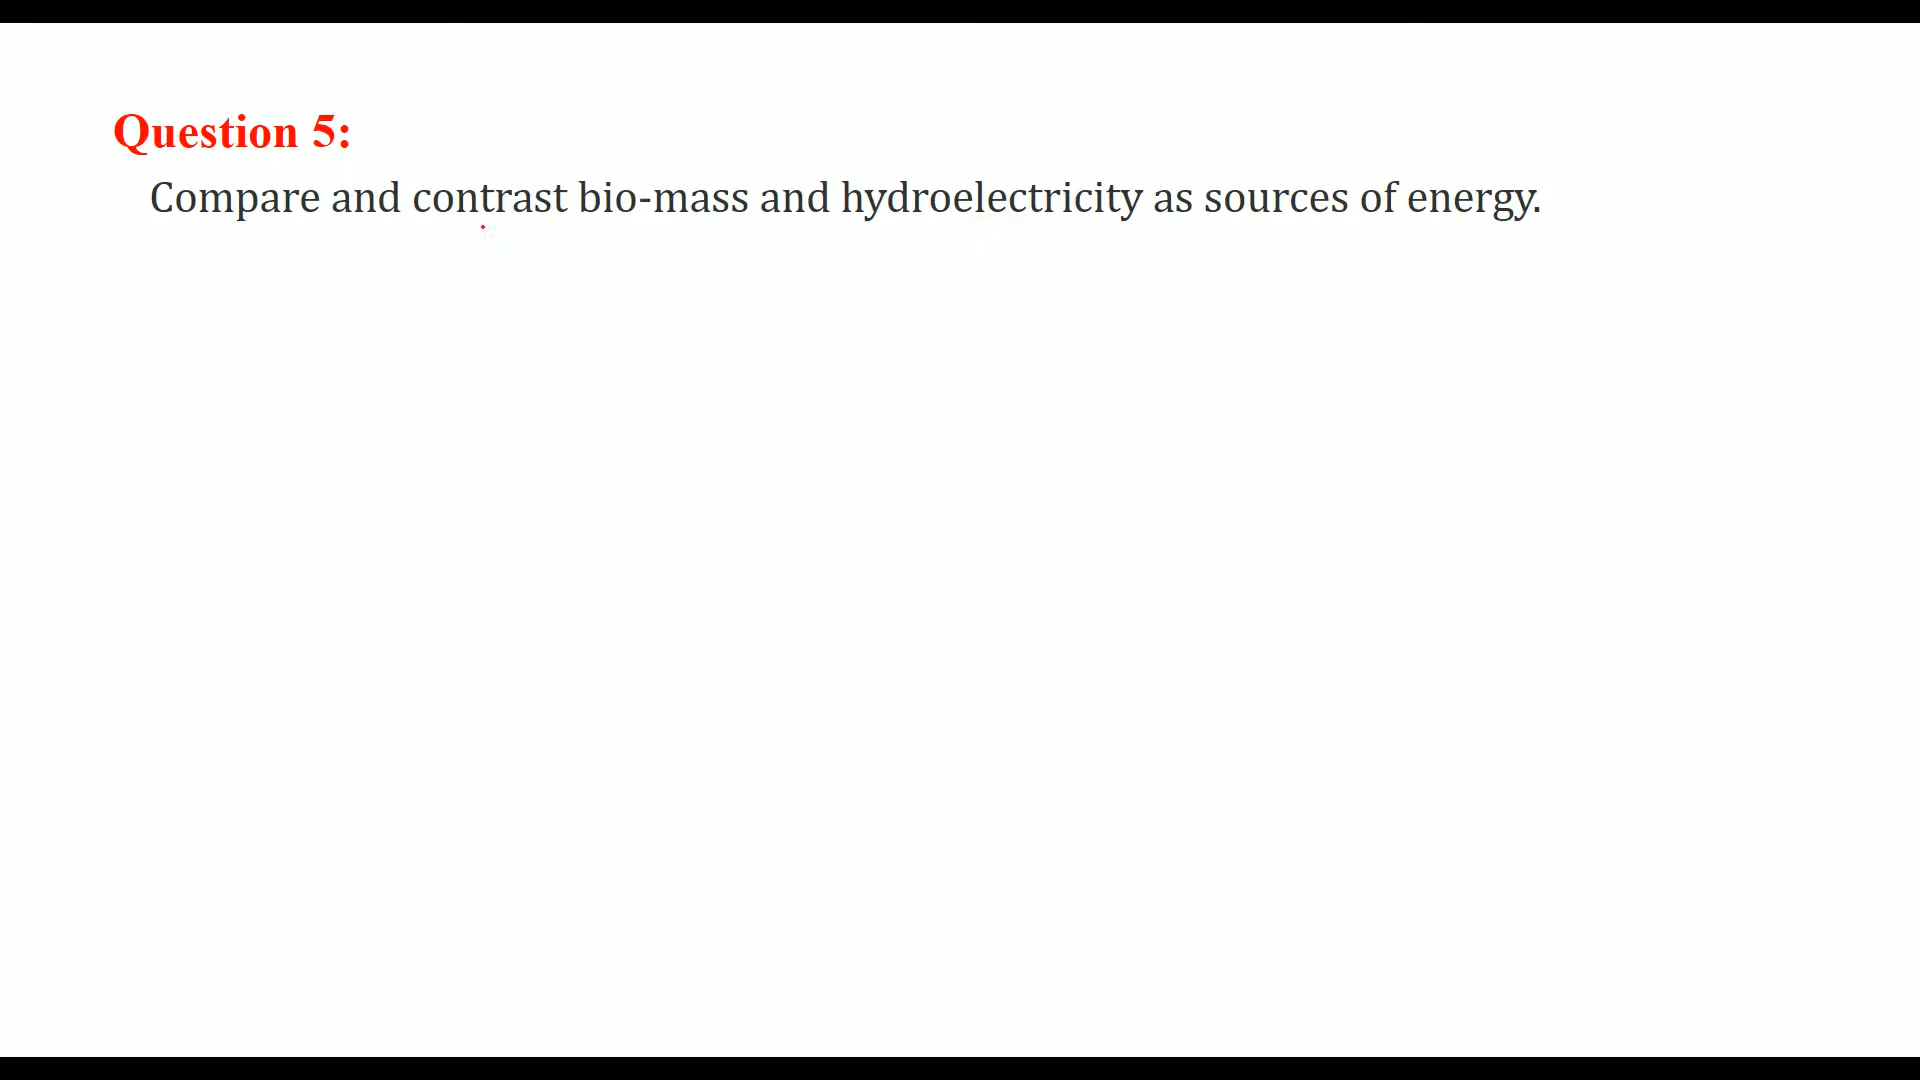 Question 5:
Compare and contrast bio-mass and hydroelectricity as sources of energy.